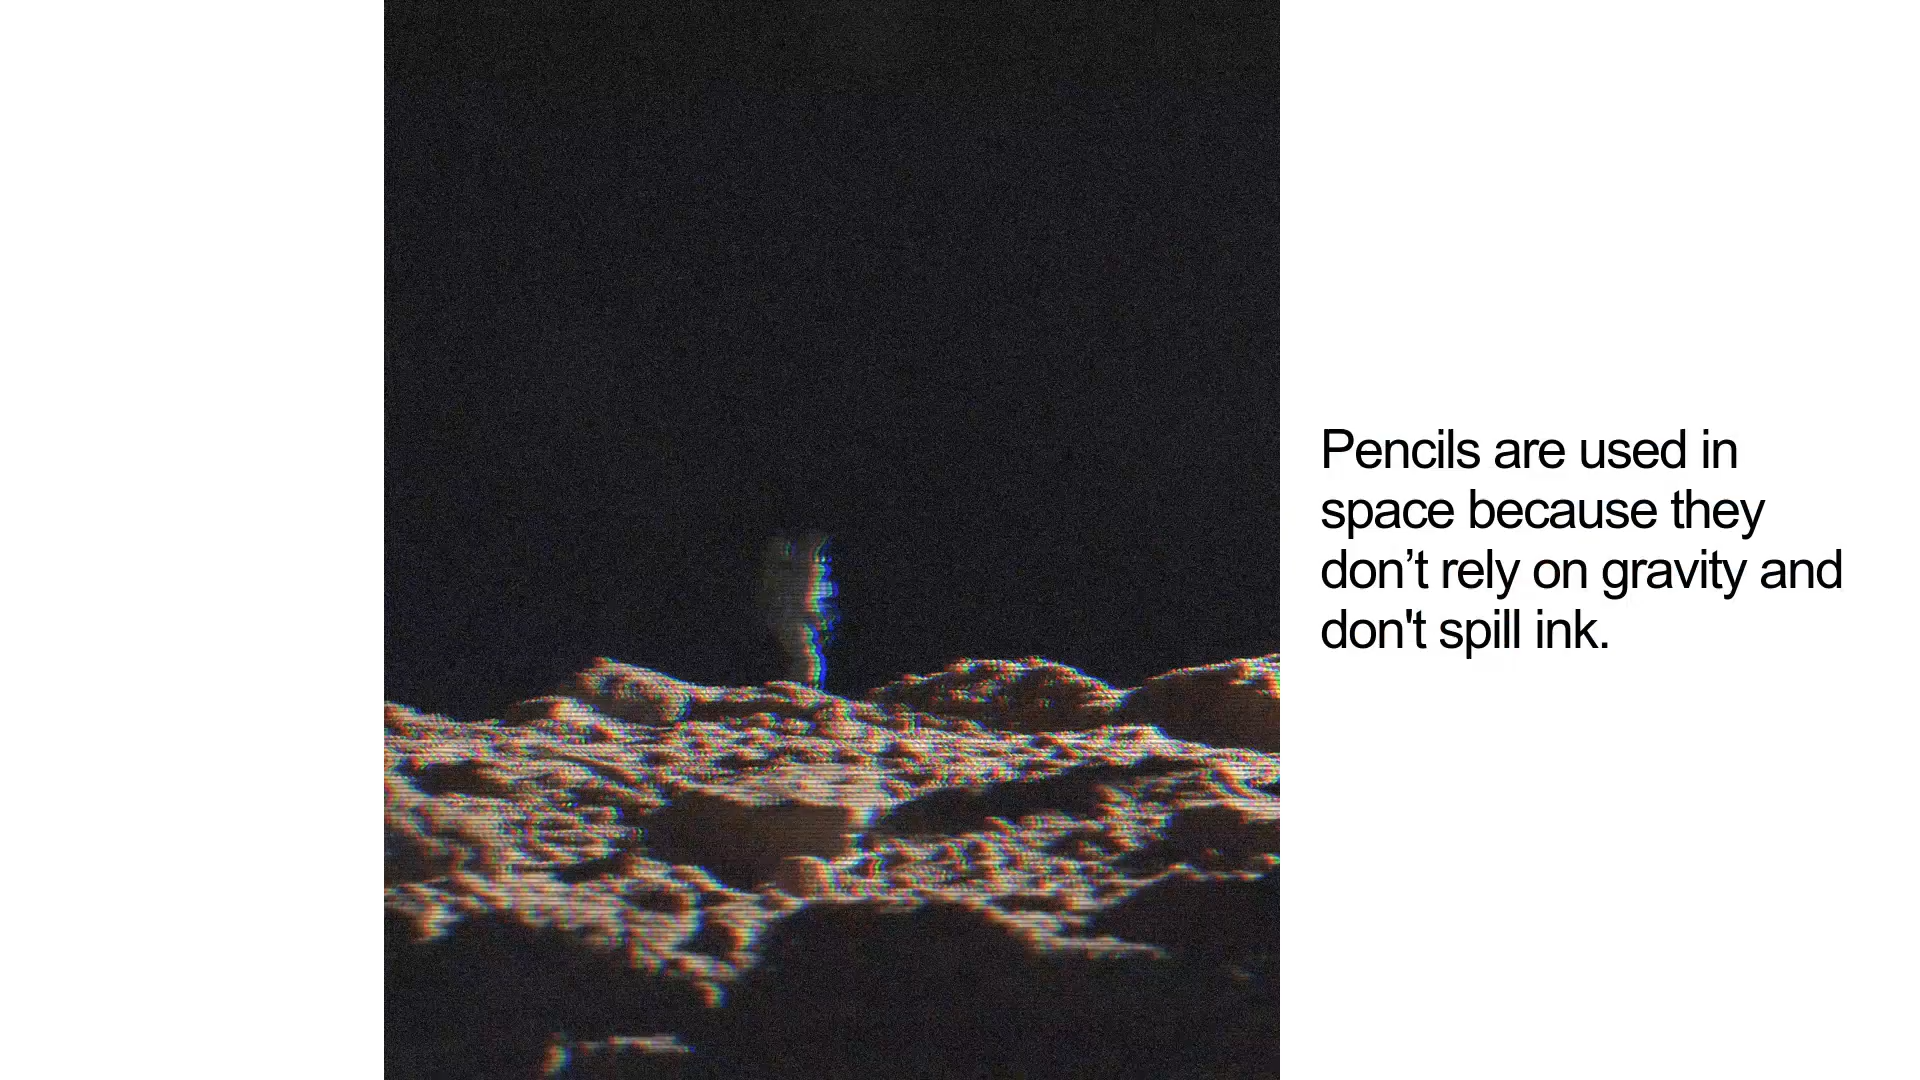 Pencils are used in
space because they
don’t rely on gravity and
don't spill ink.